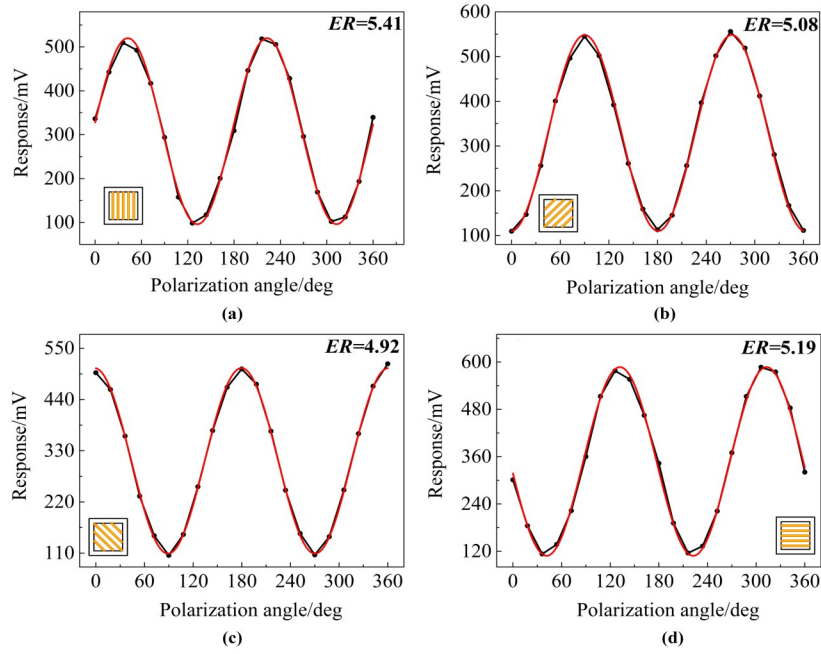 ER=5.41
500
400
300
200
100
Response/mV
0 60 120 180 240 300 360
Polarization angle/deg
(a)
ER=5.08
600
500
400
300
200
100
Response/mV
0 60 120 180 240 300 360
Polarization angle/deg
(b)
ER=4.92
550
440
330
220
110
Response/mV
0 60 120 180 240 300 360
Polarization angle/deg
(c)
ER=5.19
600
480
360
240
120
Response/mV
0 60 120 180 240 300 360
Polarization angle/deg
(d)